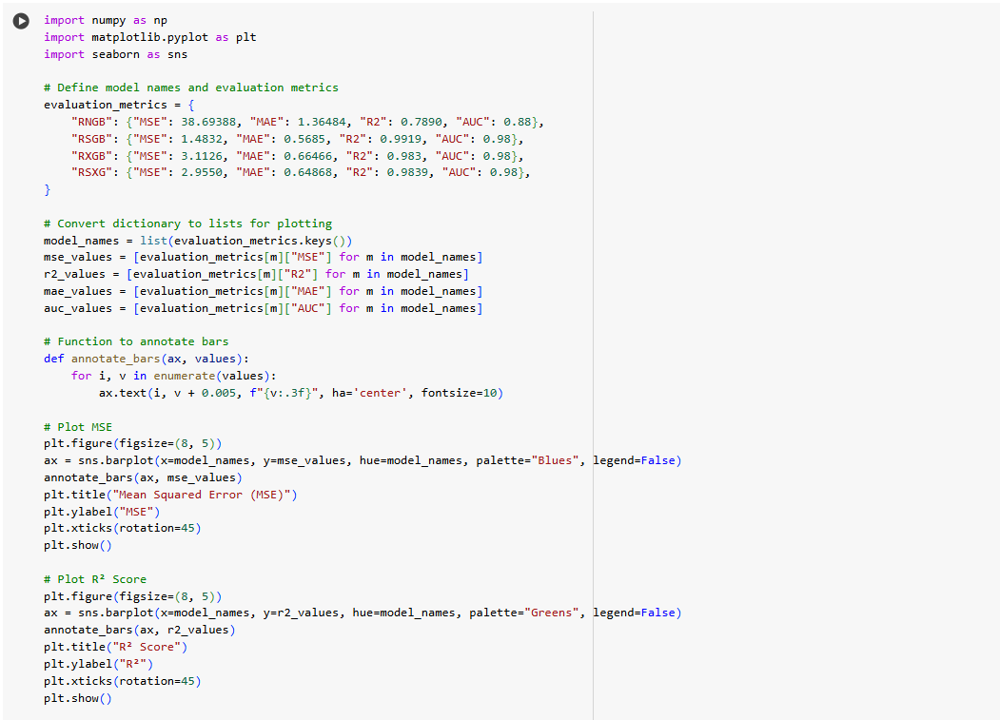 import numpy as np
import matplotlib.pyplot as plt
import seaborn as sns

# Define model names and evaluation metrics
evaluation_metrics = {
    "RNGB": {"MSE": 38.69388, "MAE": 1.36484, "R2": 0.7890, "AUC": 0.88},
    "RSGB": {"MSE": 1.4832, "MAE": 0.5685, "R2": 0.9919, "AUC": 0.98},
    "RXGB": {"MSE": 3.1126, "MAE": 0.66466, "R2": 0.983, "AUC": 0.98},
    "RSXG": {"MSE": 2.9550, "MAE": 0.64868, "R2": 0.9839, "AUC": 0.98},
}

# Convert dictionary to lists for plotting
model_names = list(evaluation_metrics.keys())
mse_values = [evaluation_metrics[m]["MSE"] for m in model_names]
r2_values = [evaluation_metrics[m]["R2"] for m in model_names]
mae_values = [evaluation_metrics[m]["MAE"] for m in model_names]
auc_values = [evaluation_metrics[m]["AUC"] for m in model_names]

# Function to annotate bars
def annotate_bars(ax, values):
    for i, v in enumerate(values):
        ax.text(i, v + 0.005, f"{v:.3f}", ha='center', fontsize=10)

# Plot MSE
plt.figure(figsize=(8, 5))
ax = sns.barplot(x=model_names, y=mse_values, hue=model_names, palette="Blues", legend=False)
annotate_bars(ax, mse_values)
plt.title("Mean Squared Error (MSE)")
plt.ylabel("MSE")
plt.xticks(rotation=45)
plt.show()

# Plot R² Score
plt.figure(figsize=(8, 5))
ax = sns.barplot(x=model_names, y=r2_values, hue=model_names, palette="Greens", legend=False)
annotate_bars(ax, r2_values)
plt.title("R² Score")
plt.ylabel("R²")
plt.xticks(rotation=45)
plt.show()